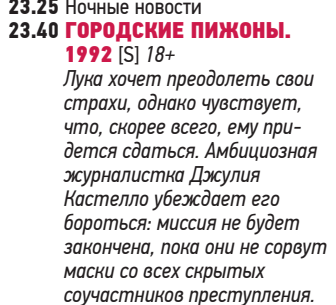 23.25 Ночные новости
23.40 ГОРОДСКИЕ ПИЖОНЫ.
1992 [S] 18+
Лука хочет преодолеть свои
страхи, однако чувствует,
что, скорее всего, ему при-
дется сдаться. Амбициозная
журналистка Джулия
Кастелло убеждает его
бороться: миссия не будет
закончена, пока они не сорвут
маски со всех скрытых
соучастников преступления.